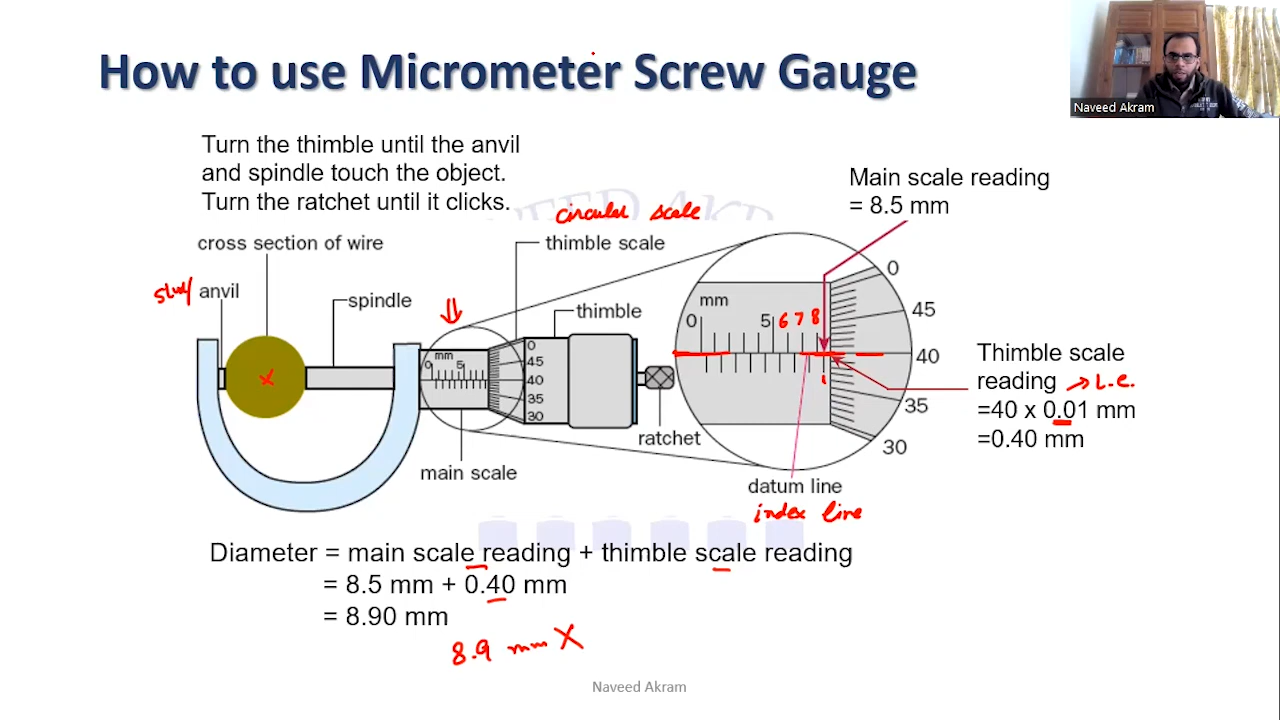 How to use Micrometer Screw Gauge
Naveed Akram
Turn the thimble until the anvil
and spindle touch the object.
Turn the ratchet until it clicks.
Main scale reading
= 8.5 mm
circular scale
cross section of wire
thimble scale
anvil
spindle
thimble
mm
0
5
0
45
40
35
30
ratchet
main scale
mm
0
5 6 7 8
0
45
40
35
30
Thimble scale
reading → L.C.
=40 x 0.01 mm
=0.40 mm
datum line
index line
Diameter = main scale reading + thimble scale reading
= 8.5 mm + 0.40 mm
= 8.90 mm
8.9 mm X
Naveed Akram